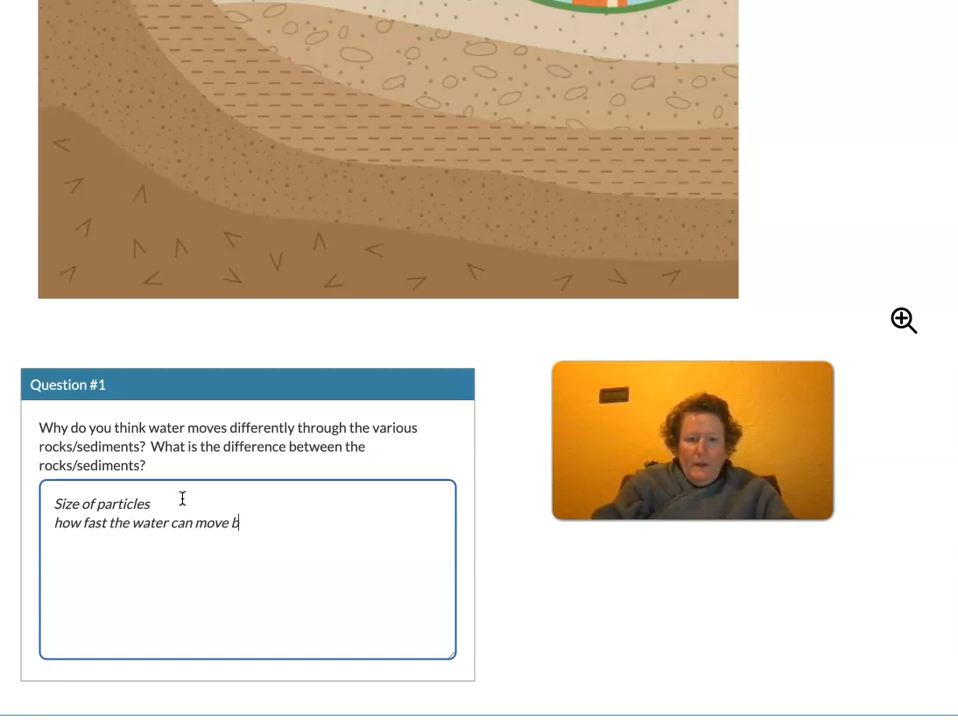 Question #1
Why do you think water moves differently through the various
rocks/sediments? What is the difference between the
rocks/sediments?
Size of particles
how fast the water can move b